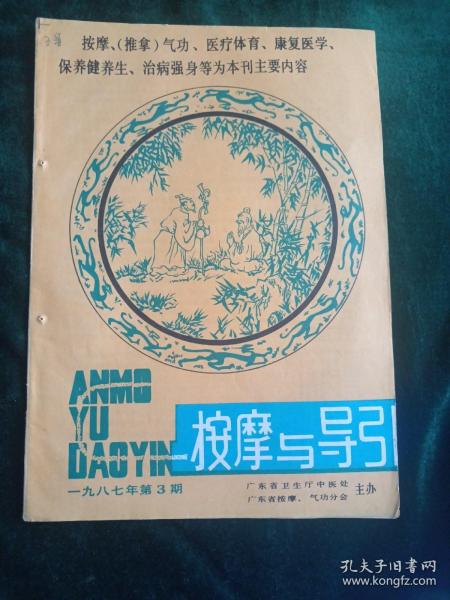 按摩、(推拿)气功、医疗体育、康复医学、
保养健养生、治病强身等为本刊主要内容
ANMO
YU
DAOYIN
按摩与导引
一九八七年第3期
广东省卫生厅中医处
广东省按摩、气功分会
主办
孔夫子旧书网
www.kongfz.com